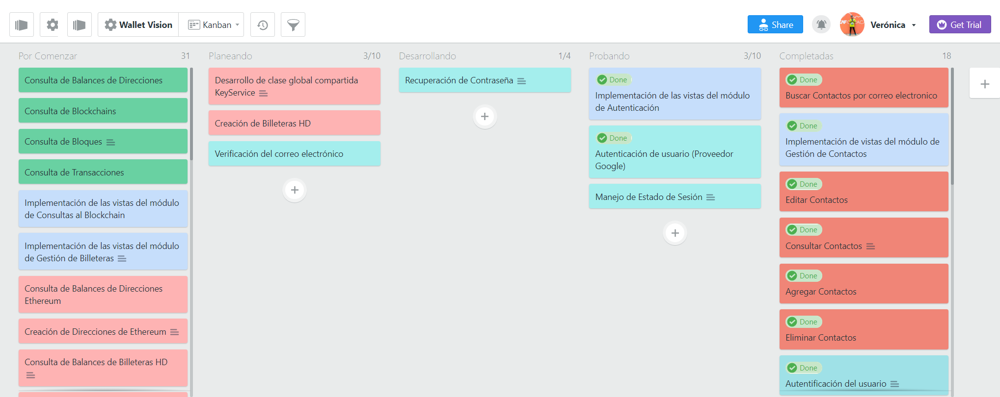 Wallet Vision
Kanban
Share
Verónica
Get Trial
Por Comenzar 31
Consulta de Balances de Direcciones
Consulta de Blockchains
Consulta de Bloques
Consulta de Transacciones
Implementación de las vistas del módulo
de Consultas al Blockchain
Implementación de las vistas del módulo
de Gestión de Billeteras
Consulta de Balances de Direcciones
Ethereum
Creación de Direcciones de Ethereum
Consulta de Balances de Billeteras HD
Planeando 3/10
Desarrollo de clase global compartida
KeyService
Creación de Billeteras HD
Verificación del correo electrónico
Desarrollando 1/4
Recuperación de Contraseña
Probando 3/10
Done
Implementación de las vistas del módulo
de Autenticación
Done
Autenticación de usuario (Proveedor
Google)
Manejo de Estado de Sesión
Completadas 18
Done
Buscar Contactos por correo electronico
Done
Implementación de vistas del módulo de
Gestión de Contactos
Done
Editar Contactos
Done
Consultar Contactos
Done
Agregar Contactos
Done
Eliminar Contactos
Done
Autentificación del usuario